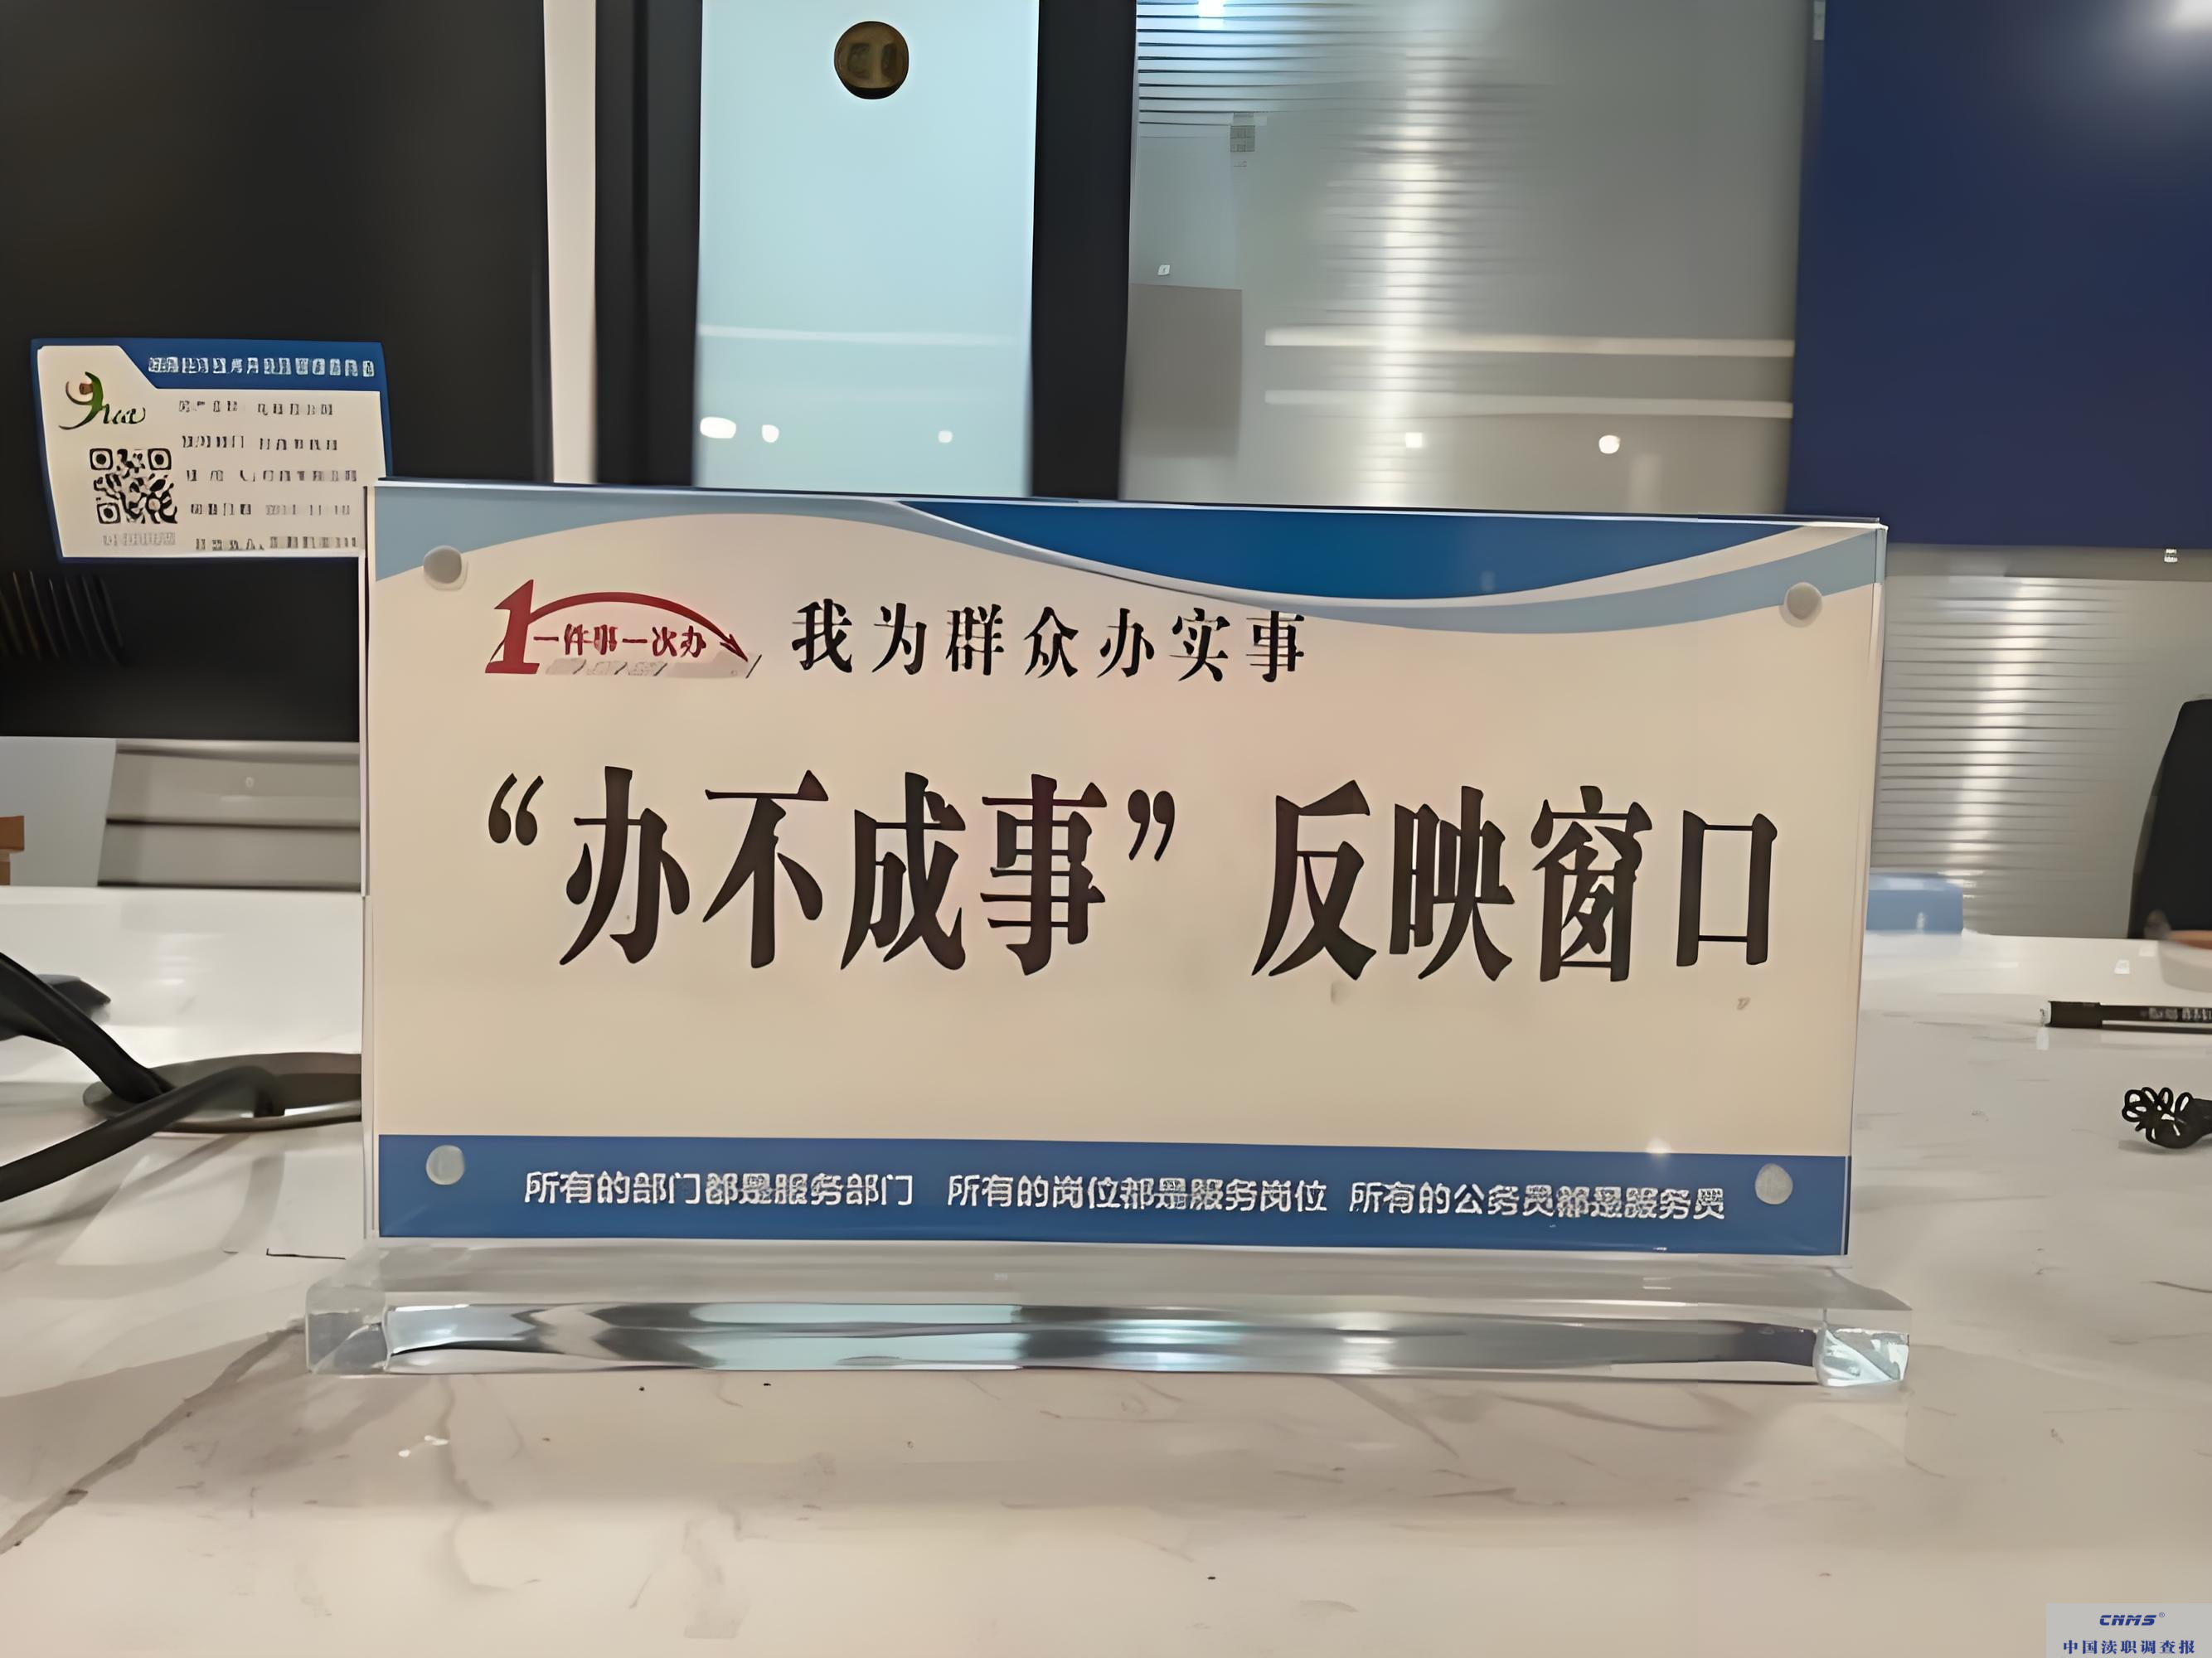 一件事一次办
我为群众办实事
“办不成事” 反映窗口
所有的部门都是服务部门 所有的岗位都是服务岗位 所有的公务员都是服务员
CNMS®
中国渎职调查报